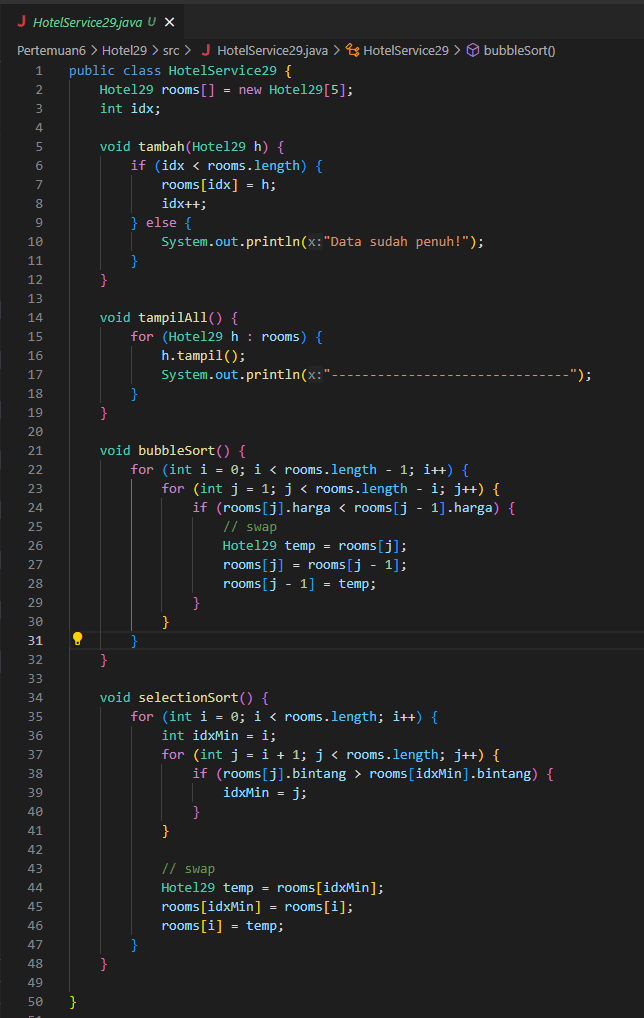 J HotelService29.java U ×
Pertemuan6 > Hotel29 > src > J HotelService29.java > HotelService29 > bubbleSort()
1 public class HotelService29 {
2 Hotel29 rooms[] = new Hotel29[5];
3 int idx;
4
5 void tambah(Hotel29 h) {
6 if (idx < rooms.length) {
7 rooms[idx] = h;
8 idx++;
9 } else {
10 System.out.println(x:"Data sudah penuh!");
11 }
12 }
13
14 void tampilAll() {
15 for (Hotel29 h : rooms) {
16 h.tampil();
17 System.out.println(x:"-------------------------------");
18 }
19 }
20
21 void bubbleSort() {
22 for (int i = 0; i < rooms.length - 1; i++) {
23 for (int j = 1; j < rooms.length - i; j++) {
24 if (rooms[j].harga < rooms[j - 1].harga) {
25 // swap
26 Hotel29 temp = rooms[j];
27 rooms[j] = rooms[j - 1];
28 rooms[j - 1] = temp;
29 }
30 }
31 }
32 }
33
34 void selectionSort() {
35 for (int i = 0; i < rooms.length; i++) {
36 int idxMin = i;
37 for (int j = i + 1; j < rooms.length; j++) {
38 if (rooms[j].bintang > rooms[idxMin].bintang) {
39 idxMin = j;
40 }
41 }
42
43 // swap
44 Hotel29 temp = rooms[idxMin];
45 rooms[idxMin] = rooms[i];
46 rooms[i] = temp;
47 }
48 }
49
50 }